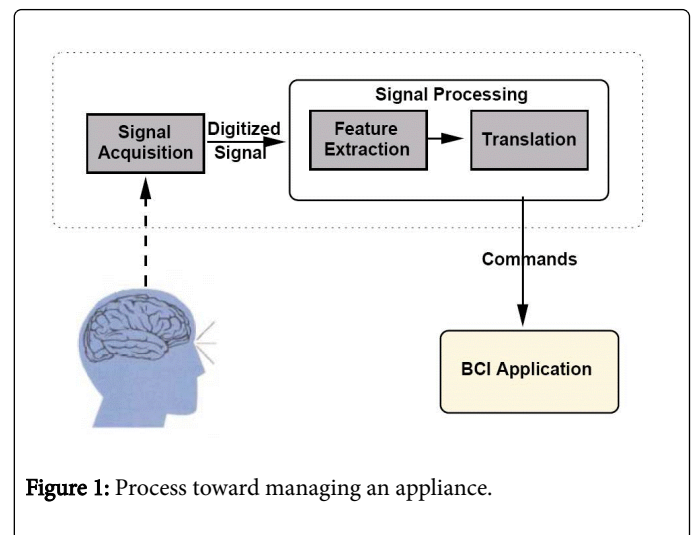 Signal Processing
Signal
Acquisition
Digitized
Signal
Feature
Extraction
Translation
Commands
BCI Application
Figure 1: Process toward managing an appliance.